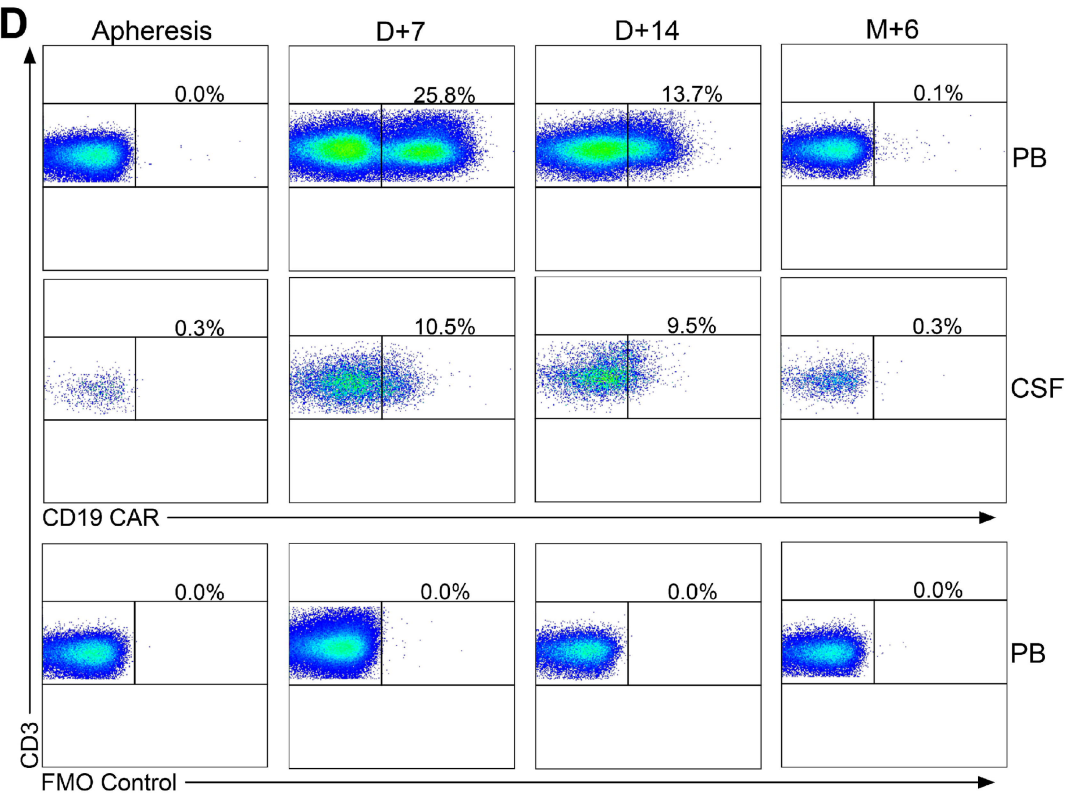 D
Apheresis D+7 D+14 M+6
0.0% 25.8% 13.7% 0.1%
PB
0.3% 10.5% 9.5% 0.3%
CSF
CD19 CAR
0.0% 0.0% 0.0% 0.0%
PB
CD3
FMO Control